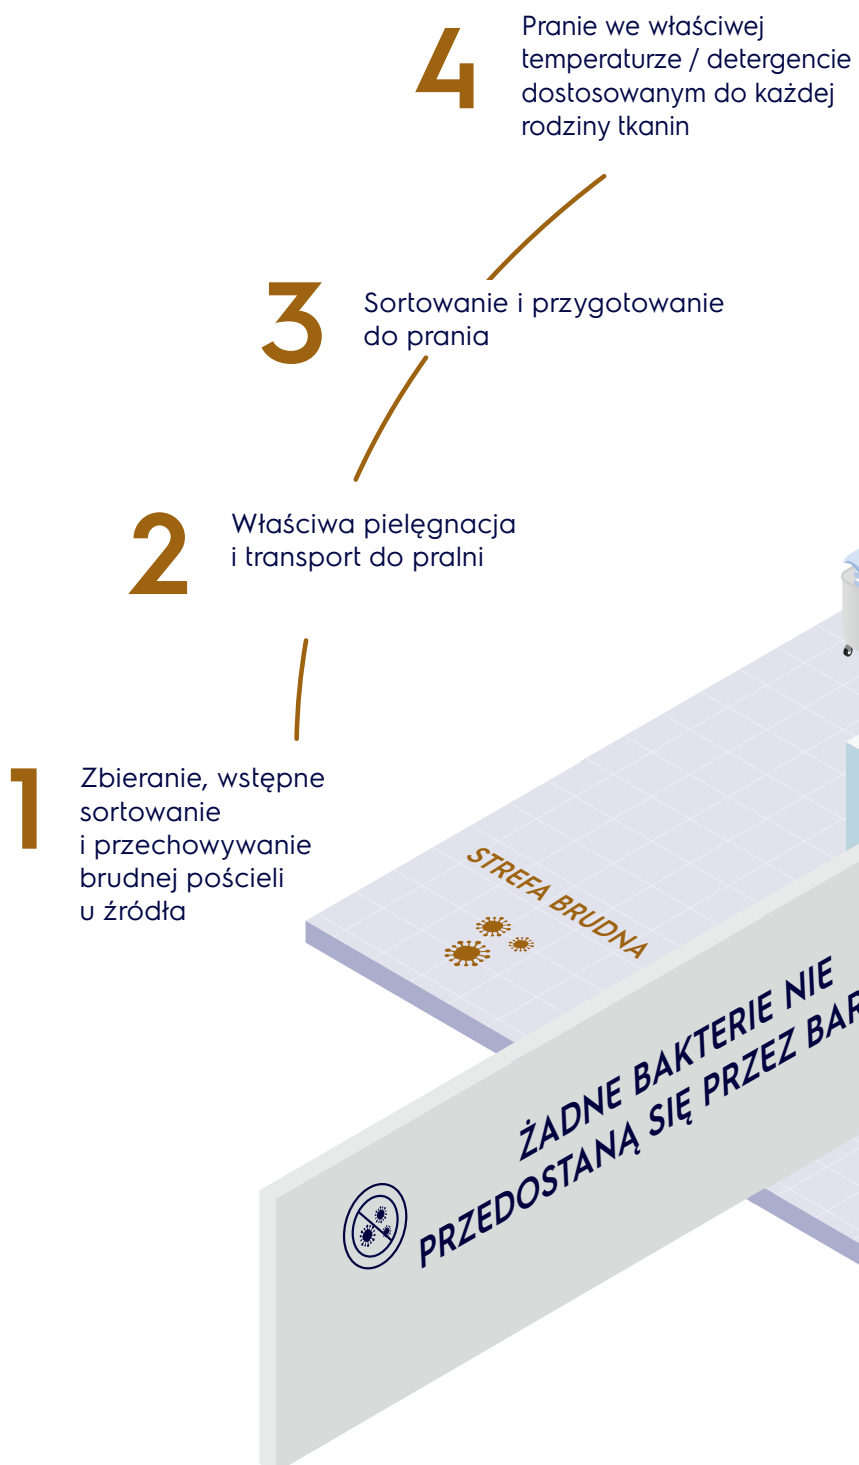 4
Pranie we właściwej
temperaturze / detergencie
dostosowanym do każdej
rodziny tkanin
3
Sortowanie i przygotowanie
do prania
2
Właściwa pielęgnacja
i transport do pralni
1
Zbieranie, wstępne
sortowanie
i przechowywanie
brudnej pościeli
u źródła
STREFA BRUDNA
ŻADNE BAKTERIE NIE
PRZEDOSTANĄ SIĘ PRZEZ